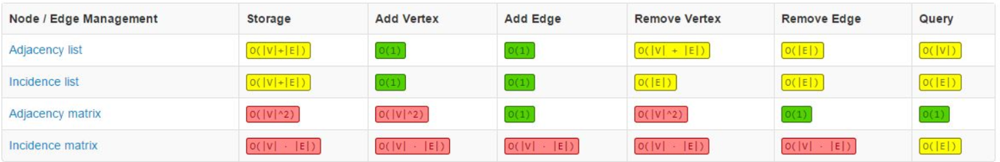 Node / Edge Management Storage Add Vertex Add Edge Remove Vertex Remove Edge Query
Adjacency list O(|V|+|E|) O(1) O(1) O(|V| + |E|) O(|E|) O(|V|)
Incidence list O(|V|+|E|) O(1) O(1) O(|E|) O(|E|) O(|E|)
Adjacency matrix O(|V|^2) O(|V|^2) O(1) O(|V|^2) O(1) O(1)
Incidence matrix O(|V| · |E|) O(|V| · |E|) O(|V| · |E|) O(|V| · |E|) O(|V| · |E|) O(|E|)